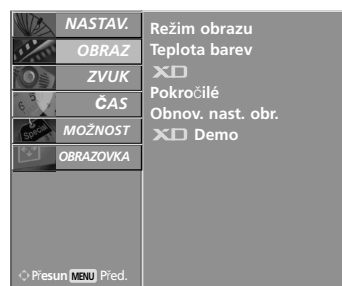 NASTAV.
OBRAZ
ZVUK
ČAS
MOŽNOST
OBRAZOVKA
Přesun MENU Před.
Režim obrazu
Teplota barev
XD
Pokročilé
Obnov. nast. obr.
XD Demo